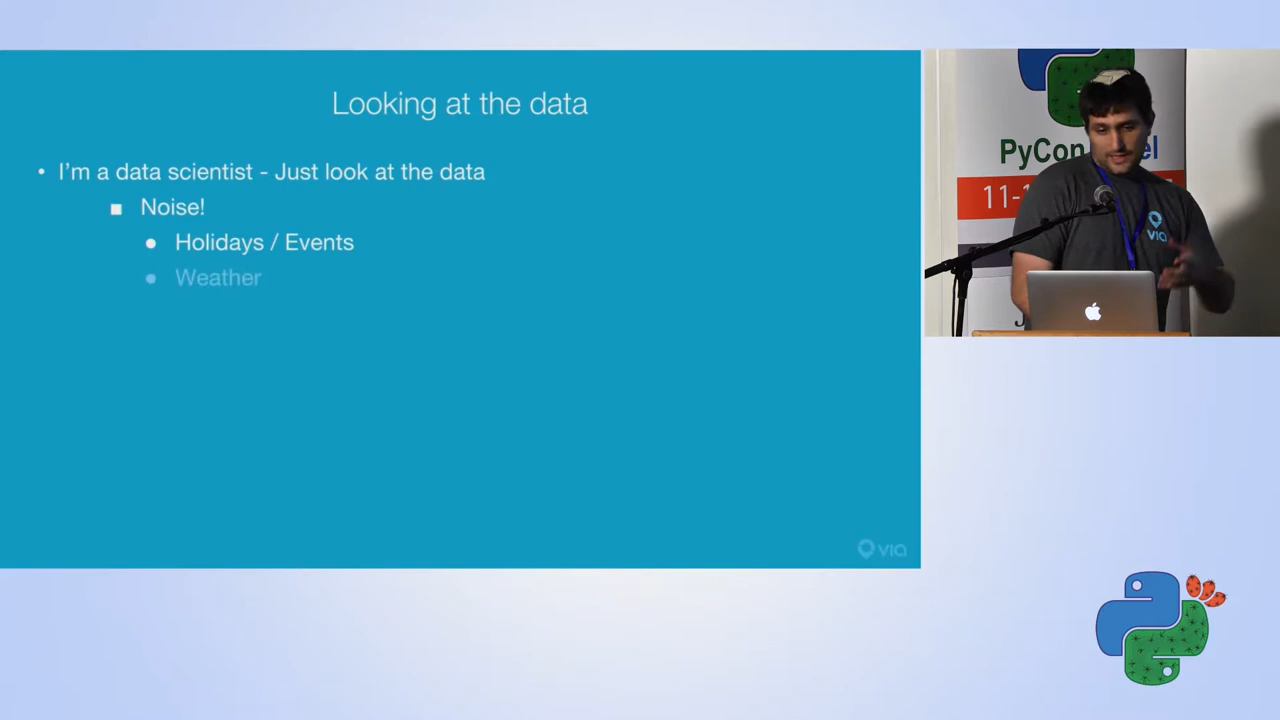 Looking at the data
• I’m a data scientist - Just look at the data
■ Noise!
● Holidays / Events
● Weather
via
PyCon
el
11-1
VIA
J